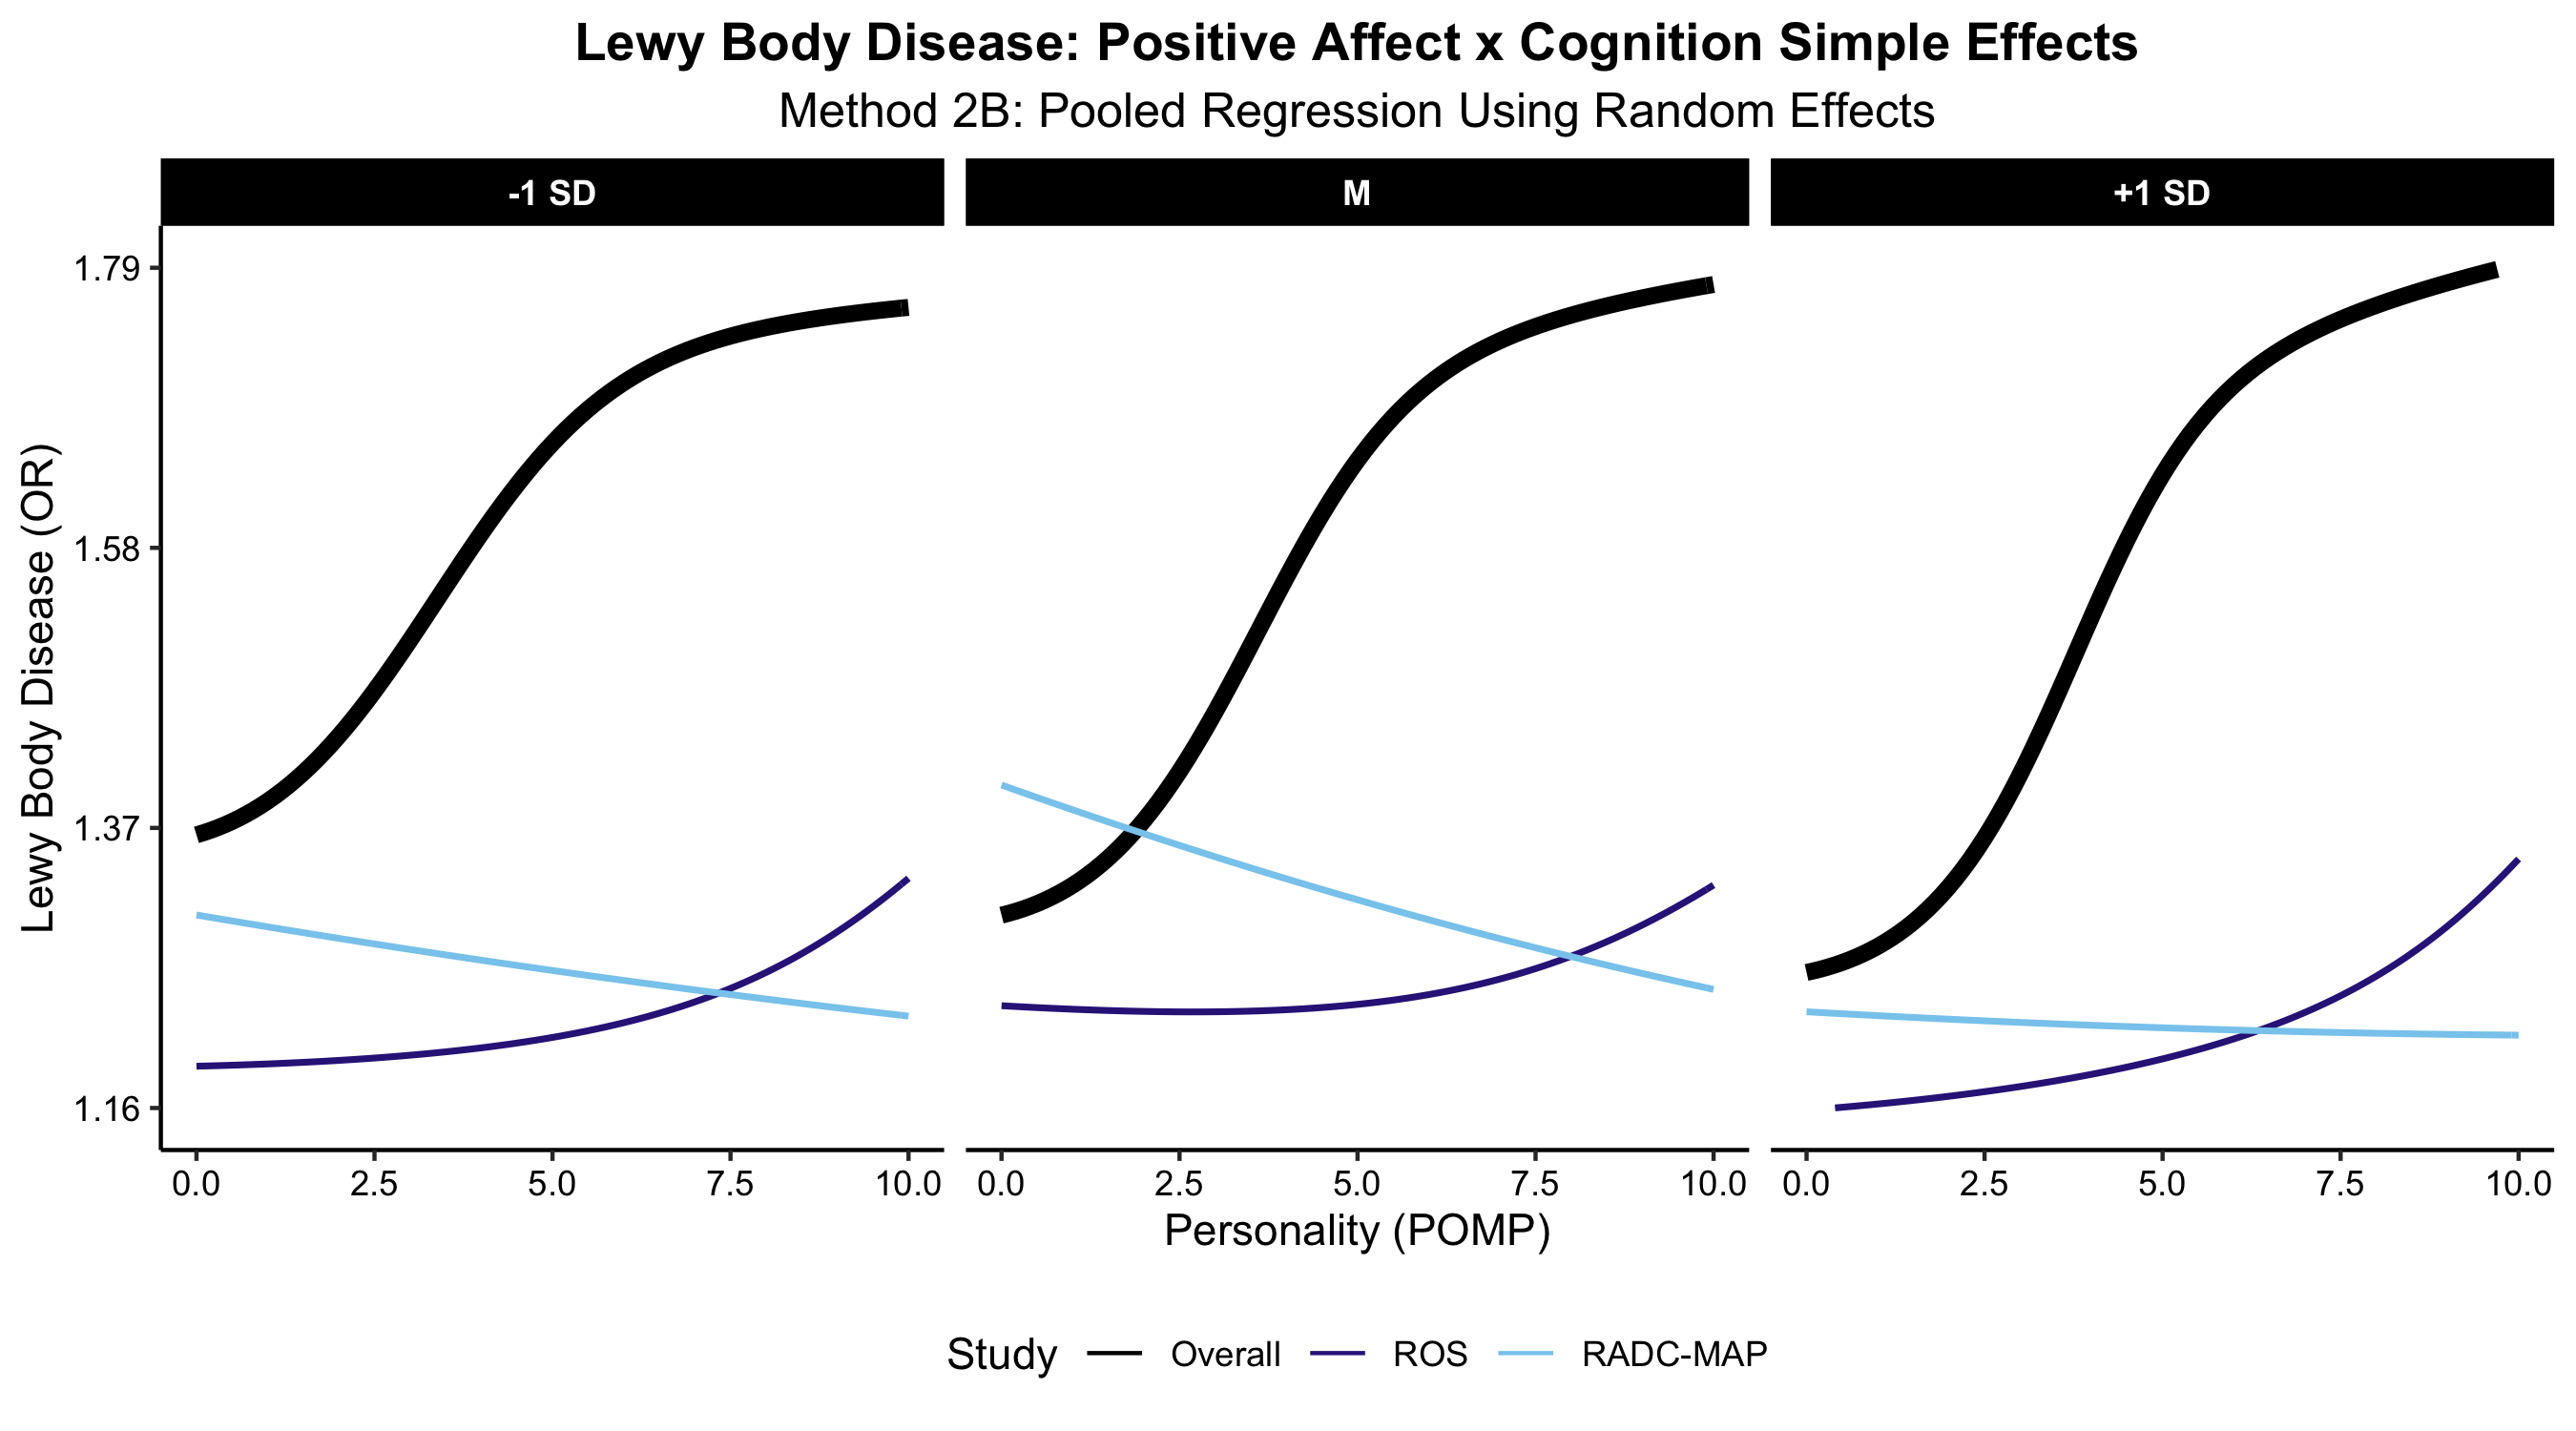 Lewy Body Disease: Positive Affect x Cognition Simple Effects
Method 2B: Pooled Regression Using Random Effects
-1 SD
M
+1 SD
Lewy Body Disease (OR)
1.79
1.58
1.37
1.16
0.0 2.5 5.0 7.5 10.0
0.0 2.5 5.0 7.5 10.0
0.0 2.5 5.0 7.5 10.0
Personality (POMP)
Study Overall ROS RADC-MAP